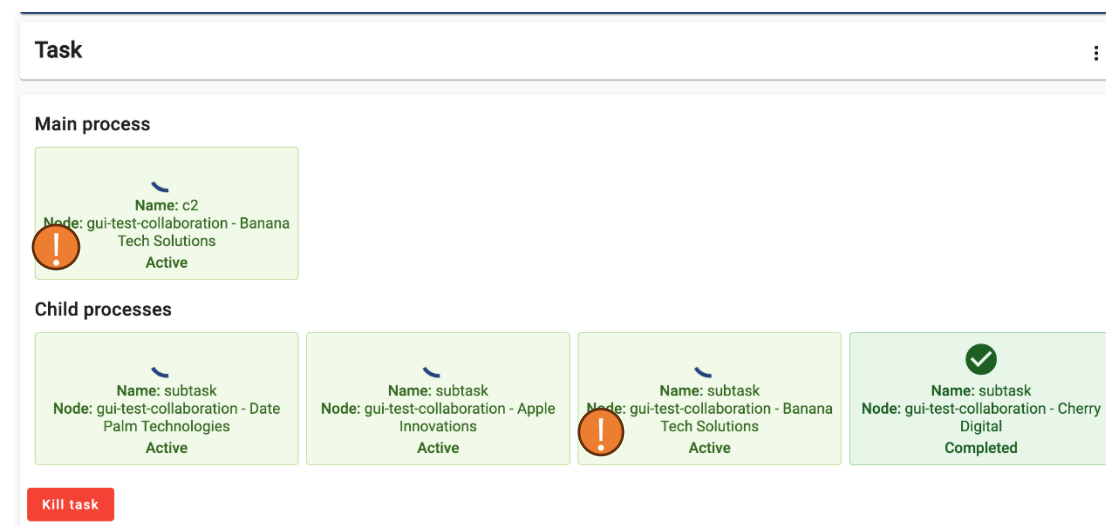 Task
Main process
Name: c2
Node: gui-test-collaboration - Banana
Tech Solutions
Active
!
Child processes
Name: subtask
Node: gui-test-collaboration - Date
Palm Technologies
Active
Name: subtask
Node: gui-test-collaboration - Apple
Innovations
Active
Name: subtask
Node: gui-test-collaboration - Banana
Tech Solutions
Active
!
Name: subtask
Node: gui-test-collaboration - Cherry
Digital
Completed
Kill task